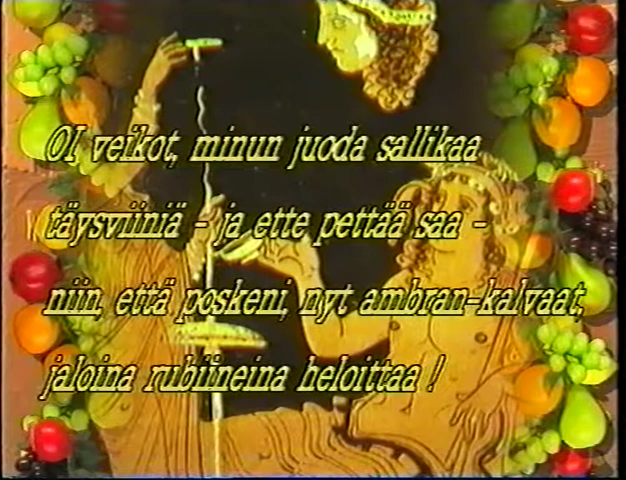 OI veikot, minun juoda sallikaa
täysviiniä - ja ette pettää saa -
niin, että poskeni, nyt ambran-kalvaat,
jaloina rubiineina heloittaa !